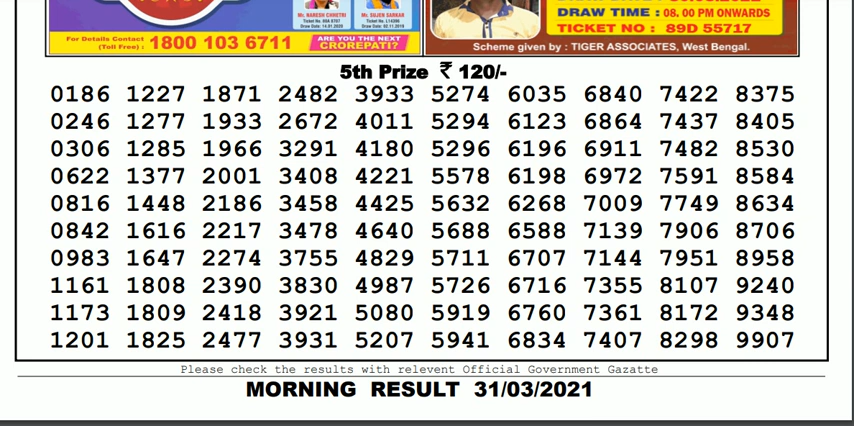 Mr. NARESH CHHETRI
Mr. SUJEN SARKAR
For Details Contact
(Toll Free) : 1800 103 6711
ARE YOU THE NEXT
CROREPATI?
DRAW TIME : 08. 00 PM ONWARDS
TICKET NO : 89D 55717
Scheme given by : TIGER ASSOCIATES, West Bengal.
5th Prize ₹ 120/-
0186 1227 1871 2482 3933 5274 6035 6840 7422 8375
0246 1277 1933 2672 4011 5294 6123 6864 7437 8405
0306 1285 1966 3291 4180 5296 6196 6911 7482 8530
0622 1377 2001 3408 4221 5578 6198 6972 7591 8584
0816 1448 2186 3458 4425 5632 6268 7009 7749 8634
0842 1616 2217 3478 4640 5688 6588 7139 7906 8706
0983 1647 2274 3755 4829 5711 6707 7144 7951 8958
1161 1808 2390 3830 4987 5726 6716 7355 8107 9240
1173 1809 2418 3921 5080 5919 6760 7361 8172 9348
1201 1825 2477 3931 5207 5941 6834 7407 8298 9907
Please check the results with relevent Official Government Gazatte
MORNING RESULT 31/03/2021